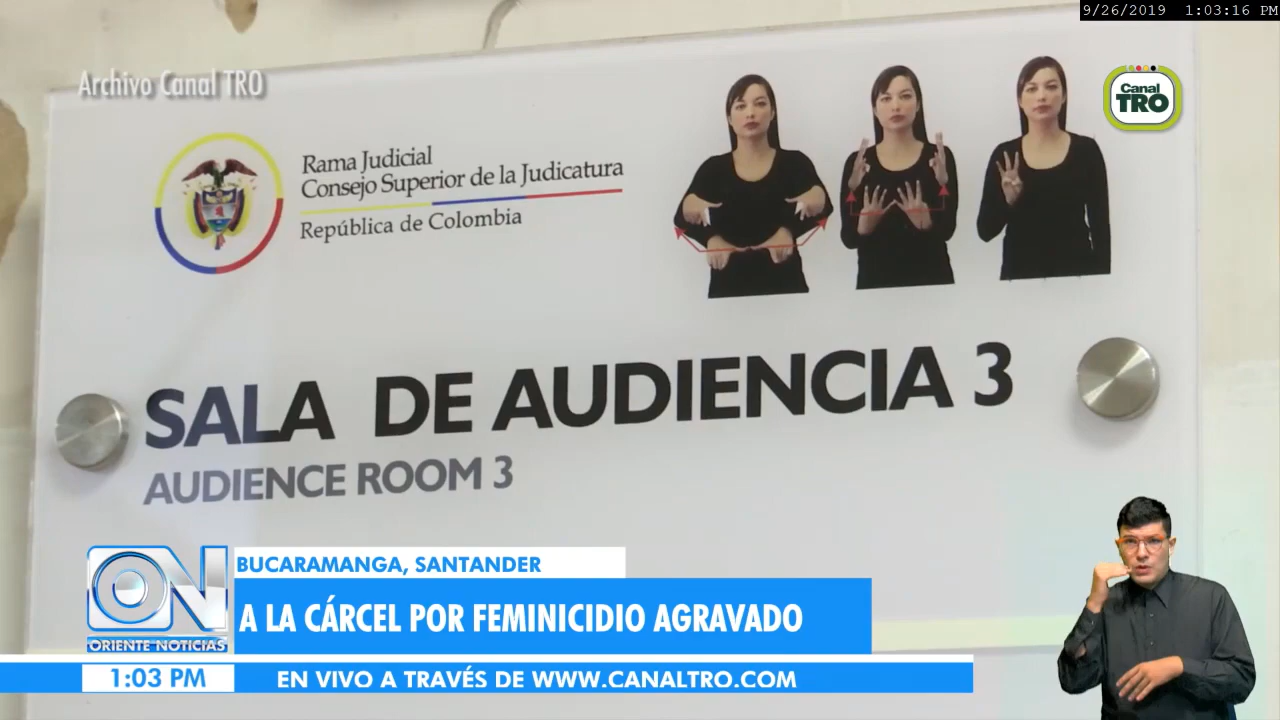 9/26/2019 1:03:16 PM
Archivo Canal TRO
Canal
TRO
Rama Judicial
Consejo Superior de la Judicatura
República de Colombia
SALA DE AUDIENCIA 3
AUDIENCE ROOM 3
ON
ORIENTE NOTICIAS
BUCARAMANGA, SANTANDER
A LA CÁRCEL POR FEMINICIDIO AGRAVADO
1:03 PM
EN VIVO A TRAVÉS DE WWW.CANALTRO.COM